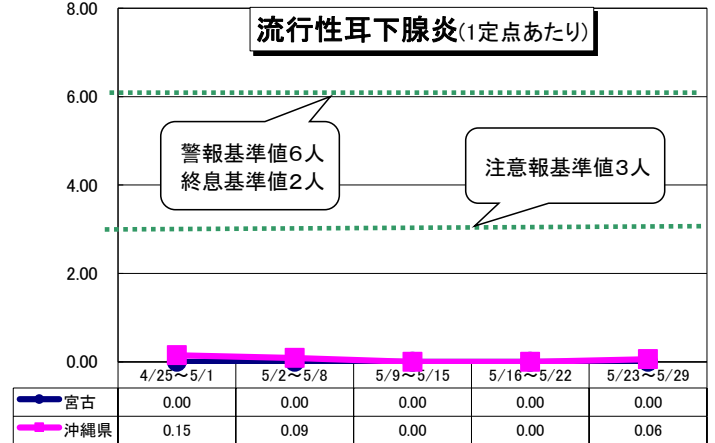 流行性耳下腺炎(1定点あたり)
8.00
6.00
4.00
2.00
0.00
警報基準値6人
終息基準値2人
注意報基準値3人
4/25~5/1 5/2~5/8 5/9~5/15 5/16~5/22 5/23~5/29
宮古 0.00 0.00 0.00 0.00 0.00
沖縄県 0.15 0.09 0.00 0.00 0.06